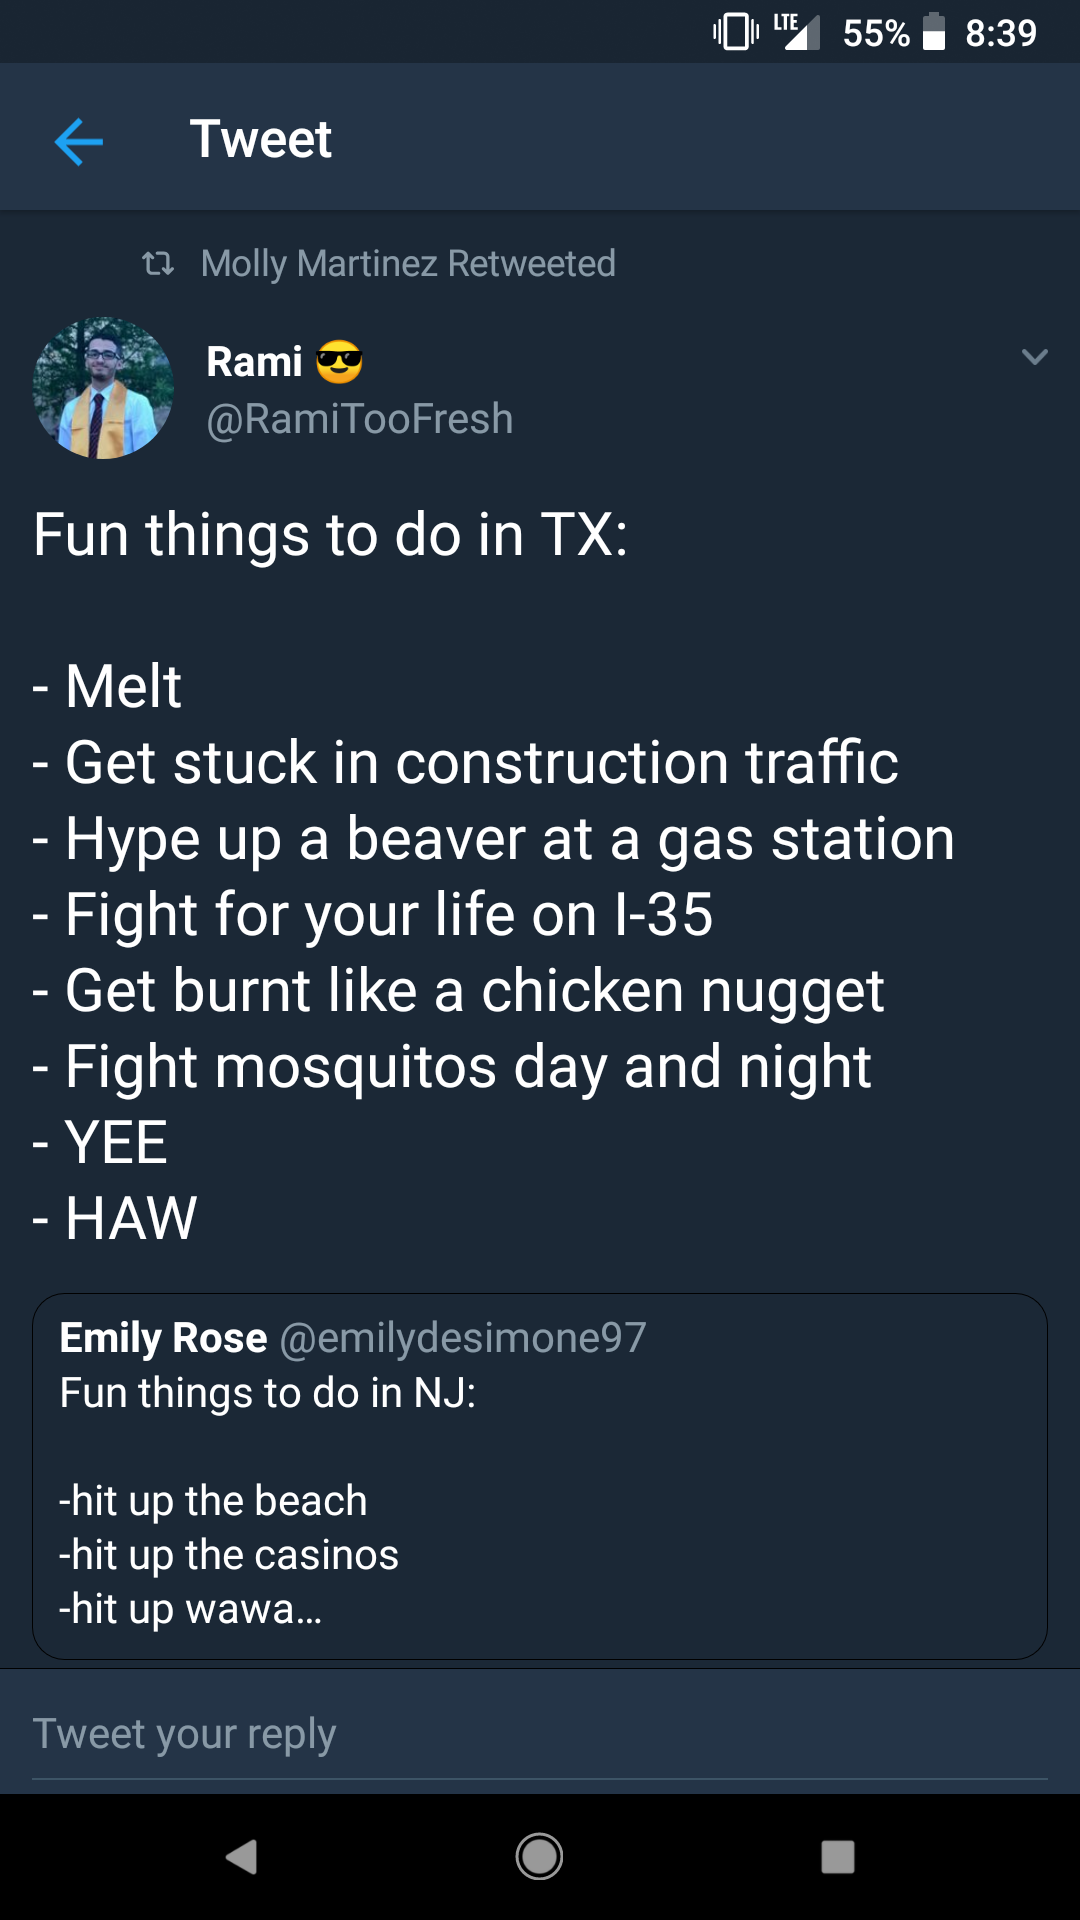 LTE 55% 8:39
Tweet
Molly Martinez Retweeted
Rami 😎
@RamiTooFresh
Fun things to do in TX:
- Melt
- Get stuck in construction traffic
- Hype up a beaver at a gas station
- Fight for your life on I-35
- Get burnt like a chicken nugget
- Fight mosquitos day and night
- YEE
- HAW
Emily Rose @emilydesimone97
Fun things to do in NJ:
-hit up the beach
-hit up the casinos
-hit up wawa...
Tweet your reply